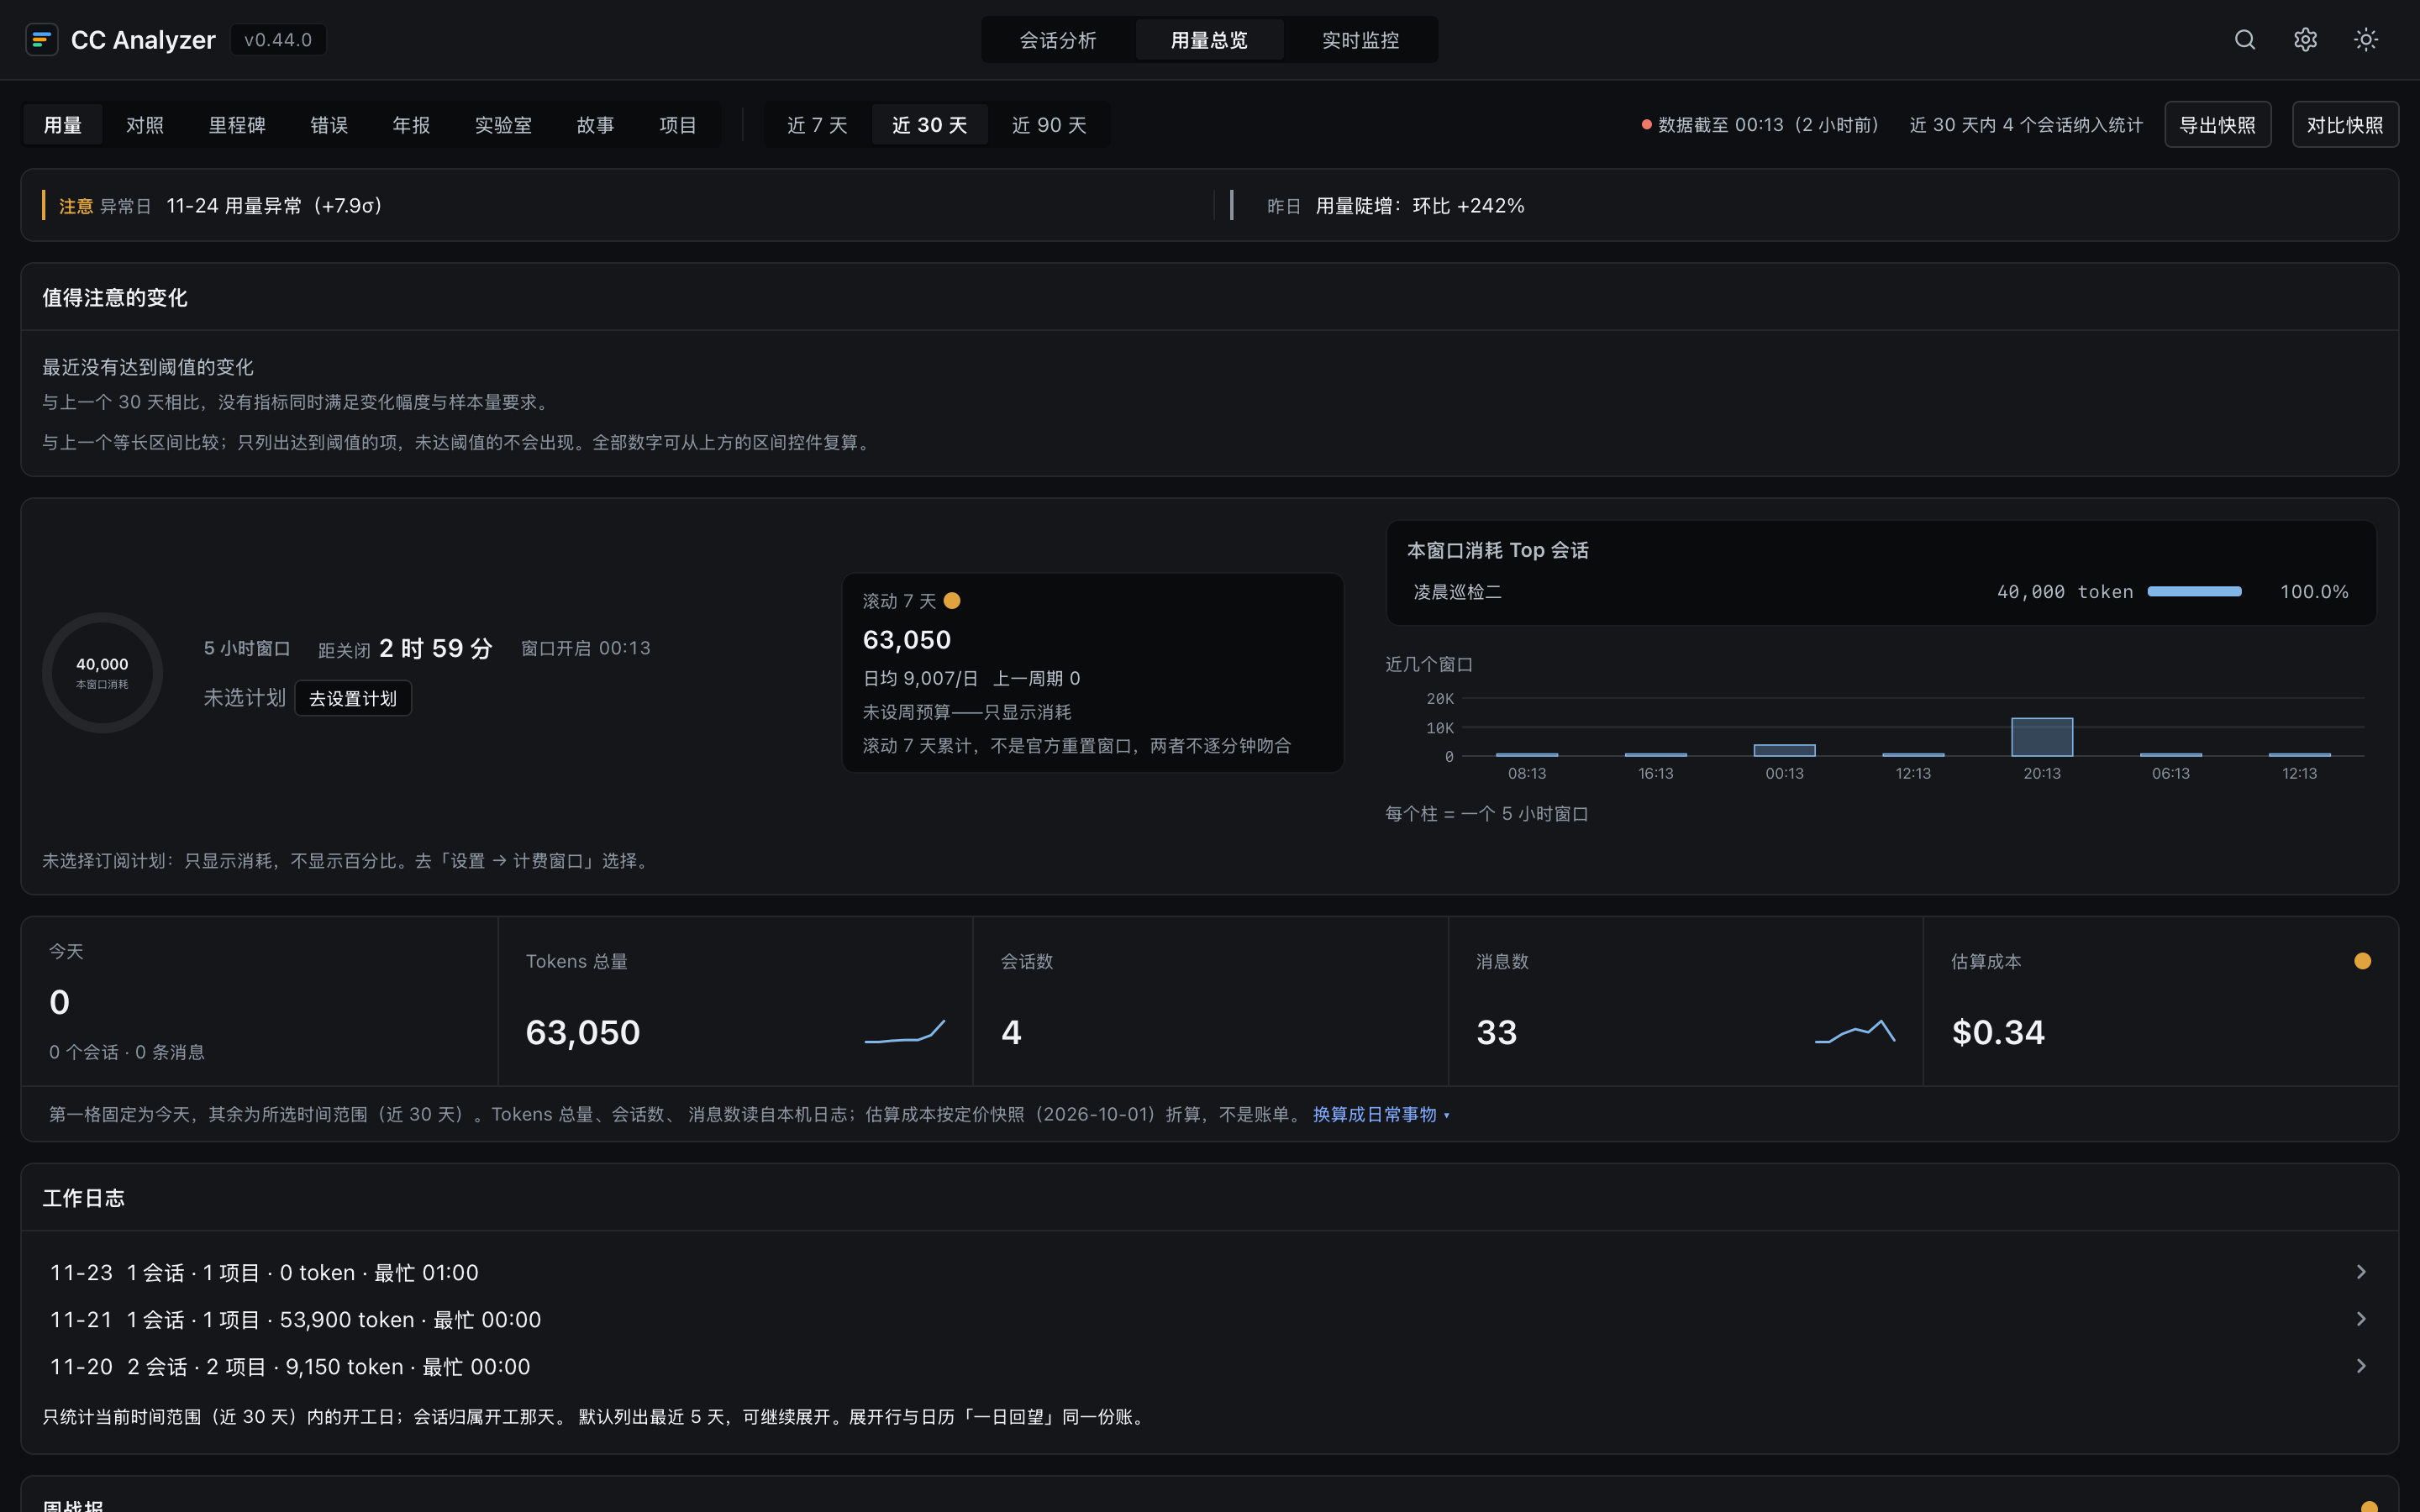 CC Analyzer v0.44.0 会话分析 用量总览 实时监控
用量 对照 里程碑 错误 年报 实验室 故事 项目 近 7 天 近 30 天 近 90 天 数据截至 00:13（2 小时前） 近 30 天内 4 个会话纳入统计 导出快照 对比快照
注意 异常日 11-24 用量异常（+7.9σ） 昨日 用量陡增：环比 +242%
值得注意的变化
最近没有达到阈值的变化
与上一个 30 天相比，没有指标同时满足变化幅度与样本量要求。
与上一个等长区间比较；只列出达到阈值的项，未达阈值的不会出现。全部数字可从上方的区间控件复算。
40,000
本窗口消耗
5 小时窗口 距关闭 2 时 59 分 窗口开启 00:13
未选计划 去设置计划
滚动 7 天
63,050
日均 9,007/日 上一周期 0
未设周预算——只显示消耗
滚动 7 天累计，不是官方重置窗口，两者不逐分钟吻合
本窗口消耗 Top 会话
凌晨巡检二 40,000 token 100.0%
近几个窗口
20K
10K
0
08:13 16:13 00:13 12:13 20:13 06:13 12:13
每个柱 = 一个 5 小时窗口
未选择订阅计划：只显示消耗，不显示百分比。去「设置 → 计费窗口」选择。
今天
0
0 个会话 · 0 条消息
Tokens 总量
63,050
会话数
4
消息数
33
估算成本
$0.34
第一格固定为今天，其余为所选时间范围（近 30 天）。Tokens 总量、会话数、 消息数读自本机日志；估算成本按定价快照（2026-10-01）折算，不是账单。 换算成日常事物 ▾
工作日志
11-23 1 会话 · 1 项目 · 0 token · 最忙 01:00
11-21 1 会话 · 1 项目 · 53,900 token · 最忙 00:00
11-20 2 会话 · 2 项目 · 9,150 token · 最忙 00:00
只统计当前时间范围（近 30 天）内的开工日；会话归属开工那天。 默认列出最近 5 天，可继续展开。展开行与日历「一日回望」同一份账。
周战报